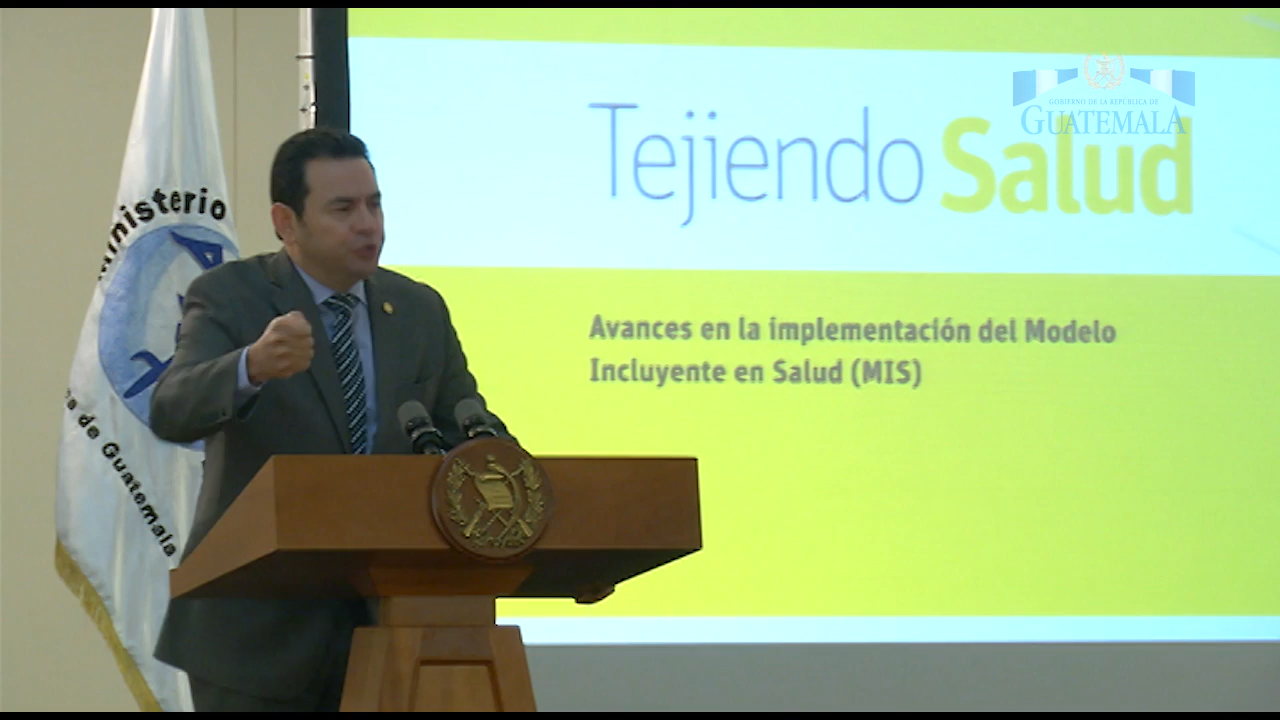 Tejiendo Salud
GOBIERNO DE LA REPÚBLICA DE
GUATEMALA
Avances en la implementación del Modelo
Incluyente en Salud (MIS)
Ministerio
de Guatemala